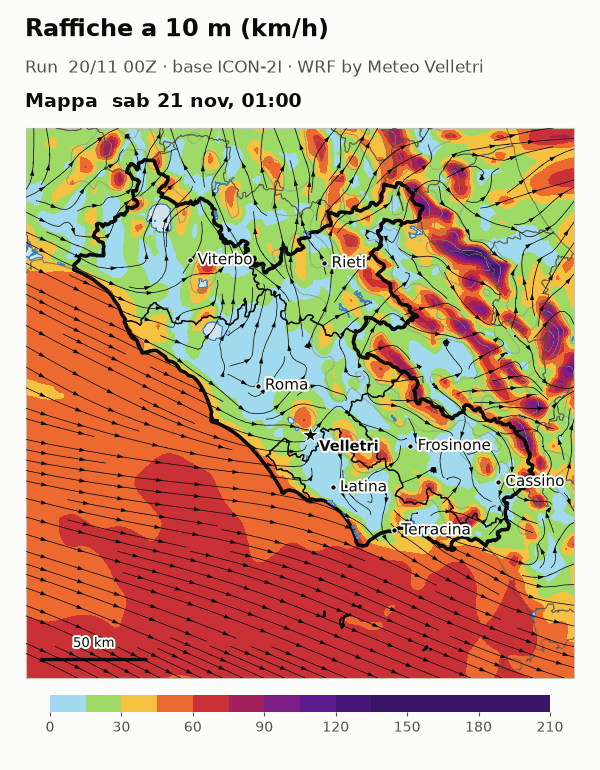 Raffiche a 10 m (km/h)
Run  20/11 00Z · base ICON-2I · WRF by Meteo Velletri
Mappa  sab 21 nov, 01:00
Viterbo
Rieti
Roma
Velletri
Frosinone
Cassino
Latina
Terracina
50 km
0 30 60 90 120 150 180 210